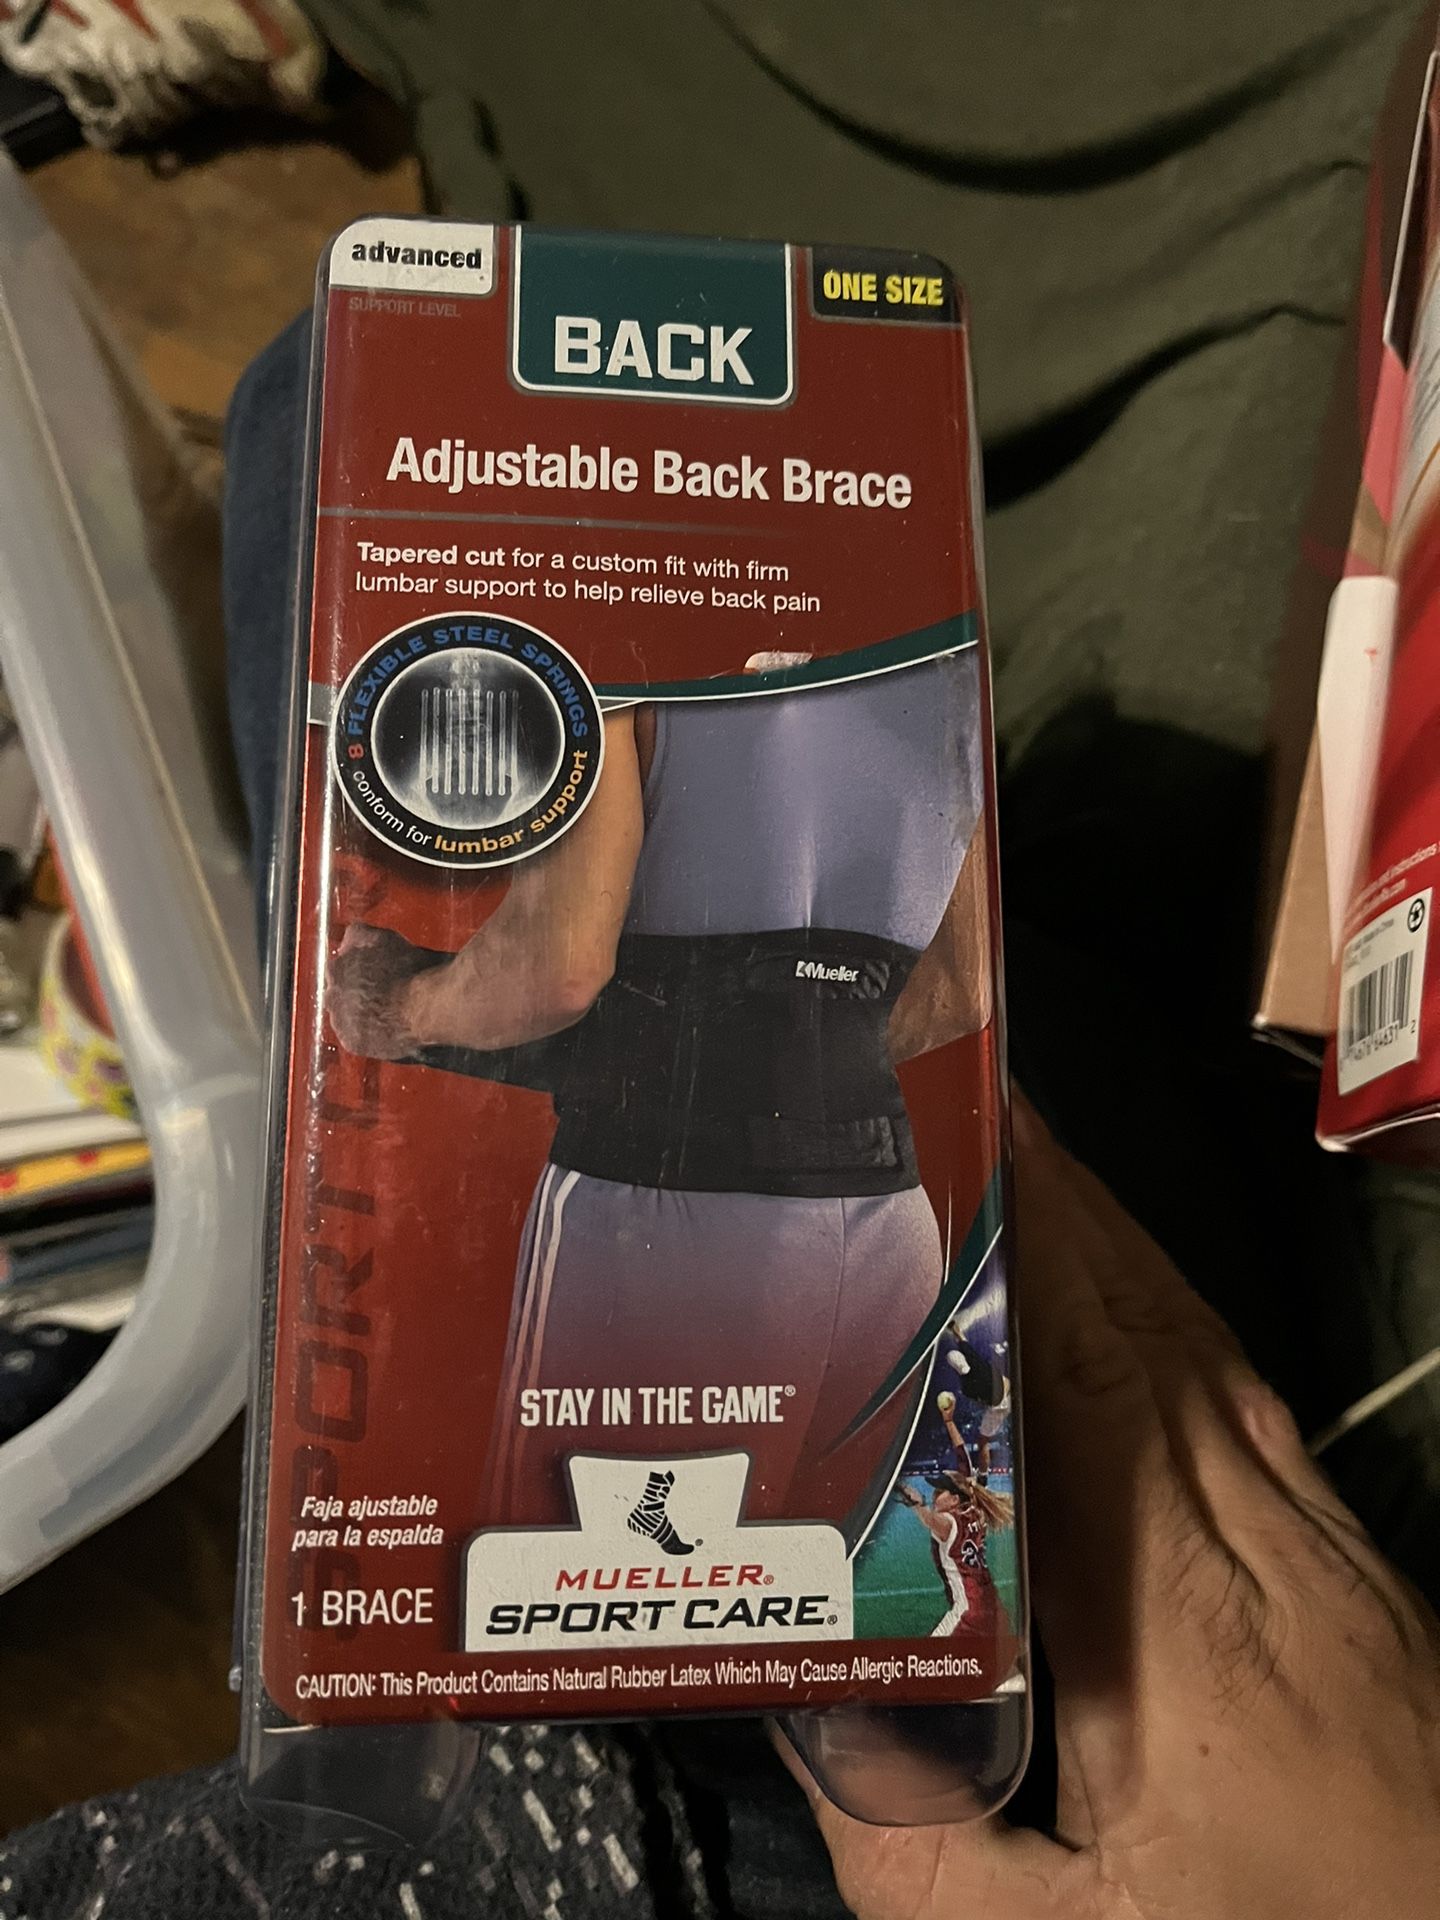 advanced
SUPPORT LEVEL
BACK
ONE SIZE
Adjustable Back Brace
Tapered cut for a custom fit with firm
lumbar support to help relieve back pain
8 FLEXIBLE STEEL SPRINGS
conform for lumbar support
Mueller
SPORT CARE
STAY IN THE GAME®
Faja ajustable
para la espalda
1 BRACE
MUELLER®
SPORT CARE®
CAUTION: This Product Contains Natural Rubber Latex Which May Cause Allergic Reactions.